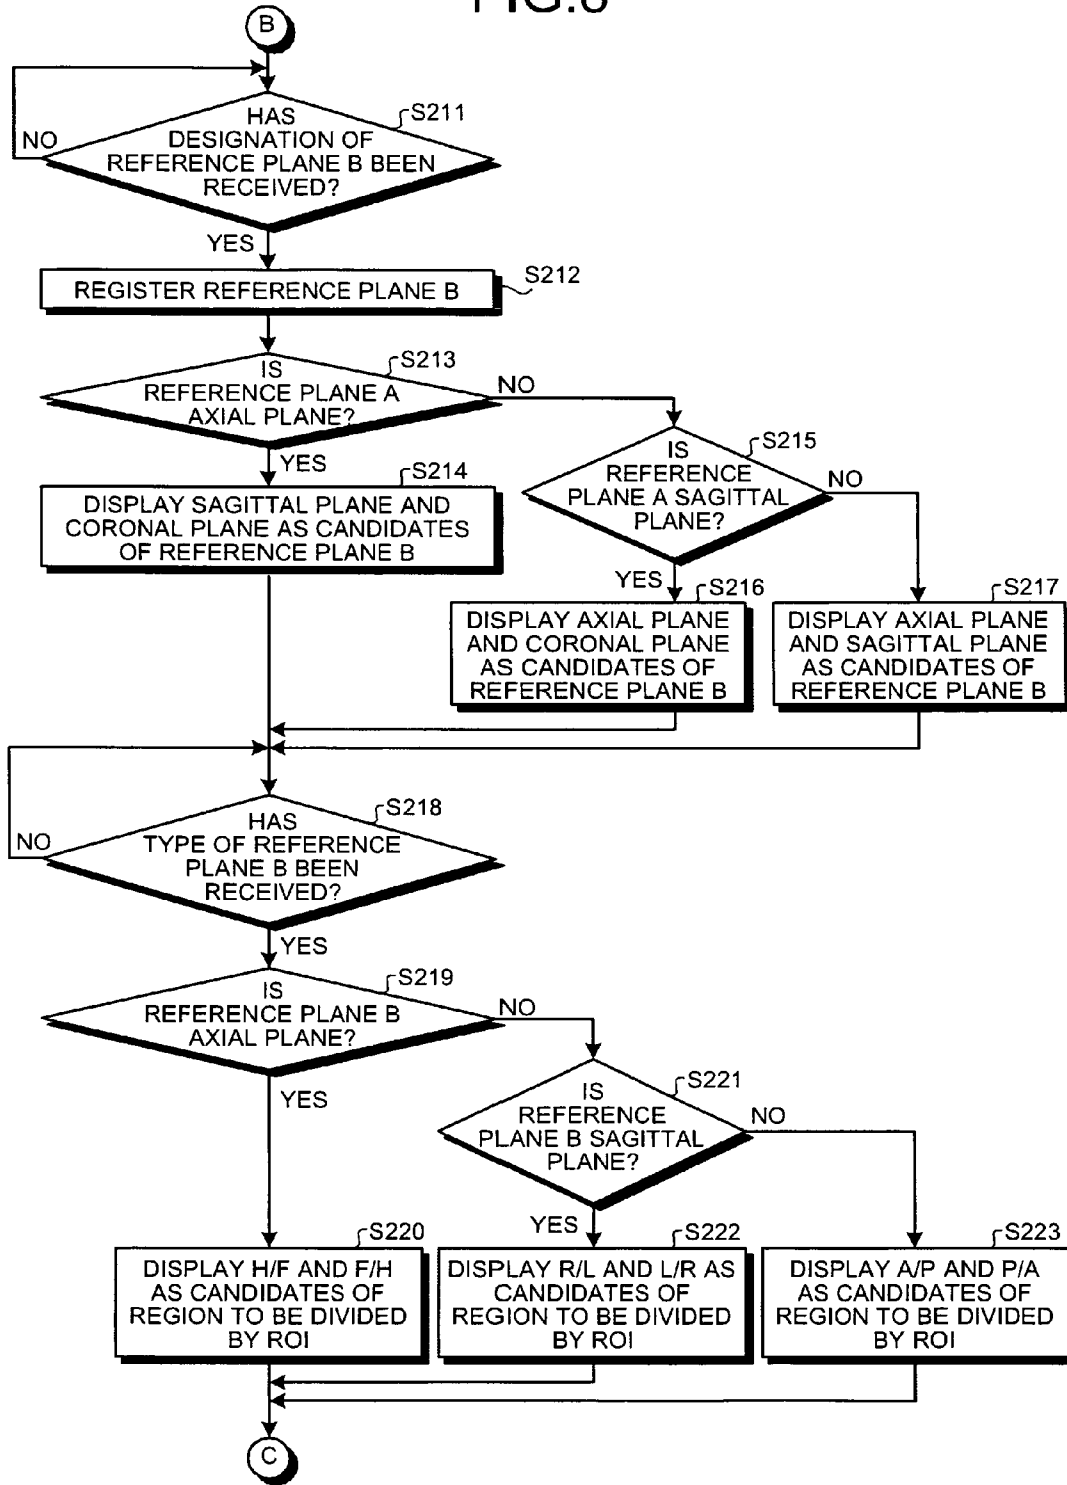 FIG.8
B
S211
HAS
DESIGNATION OF
REFERENCE PLANE B BEEN
RECEIVED?
NO
YES
S212
REGISTER REFERENCE PLANE B
S213
IS
REFERENCE PLANE A
AXIAL PLANE?
NO
YES
S214
DISPLAY SAGITTAL PLANE AND
CORONAL PLANE AS CANDIDATES
OF REFERENCE PLANE B
S215
IS
REFERENCE
PLANE A SAGITTAL
PLANE?
NO
YES
S216
DISPLAY AXIAL PLANE
AND CORONAL PLANE
AS CANDIDATES OF
REFERENCE PLANE B
S217
DISPLAY AXIAL PLANE
AND SAGITTAL PLANE
AS CANDIDATES OF
REFERENCE PLANE B
S218
HAS
TYPE OF REFERENCE
PLANE B BEEN
RECEIVED?
NO
YES
S219
IS
REFERENCE PLANE B
AXIAL PLANE?
NO
YES
S221
IS
REFERENCE
PLANE B SAGITTAL
PLANE?
NO
YES
S220
DISPLAY H/F AND F/H
AS CANDIDATES OF
REGION TO BE DIVIDED
BY ROI
S222
DISPLAY R/L AND L/R AS
CANDIDATES OF
REGION TO BE DIVIDED
BY ROI
S223
DISPLAY A/P AND P/A
AS CANDIDATES OF
REGION TO BE DIVIDED
BY ROI
C